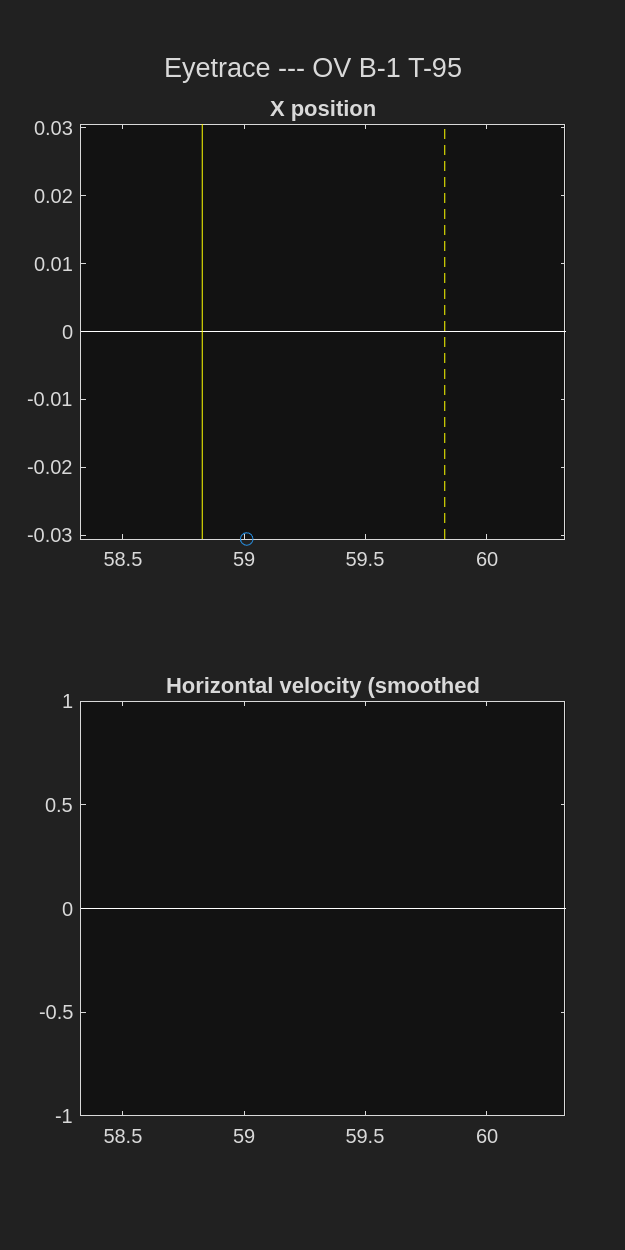 Eyetrace --- OV B-1 T-95
X position
0.03
0.02
0.01
0
-0.01
-0.02
-0.03
58.5 59 59.5 60
Horizontal velocity (smoothed
1
0.5
0
-0.5
-1
58.5 59 59.5 60